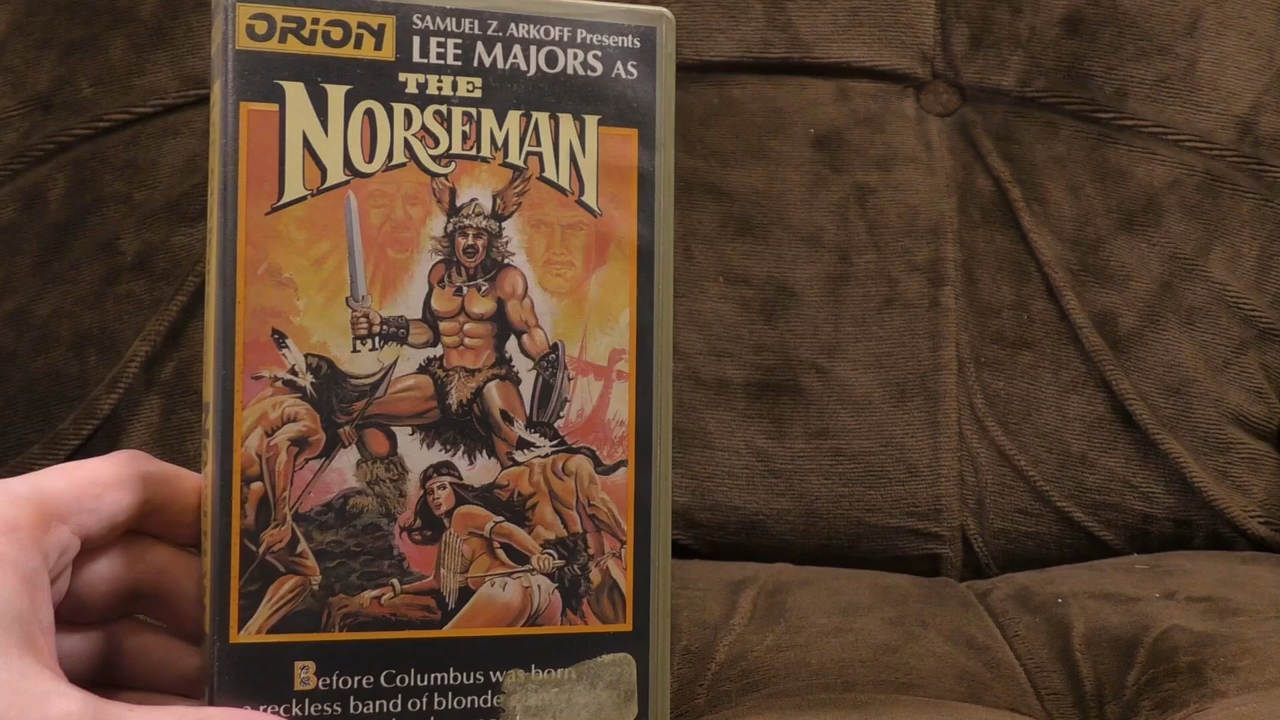 ORION
SAMUEL Z. ARKOFF Presents
LEE MAJORS AS
THE
NORSEMAN
Before Columbus was born
a reckless band of blonde